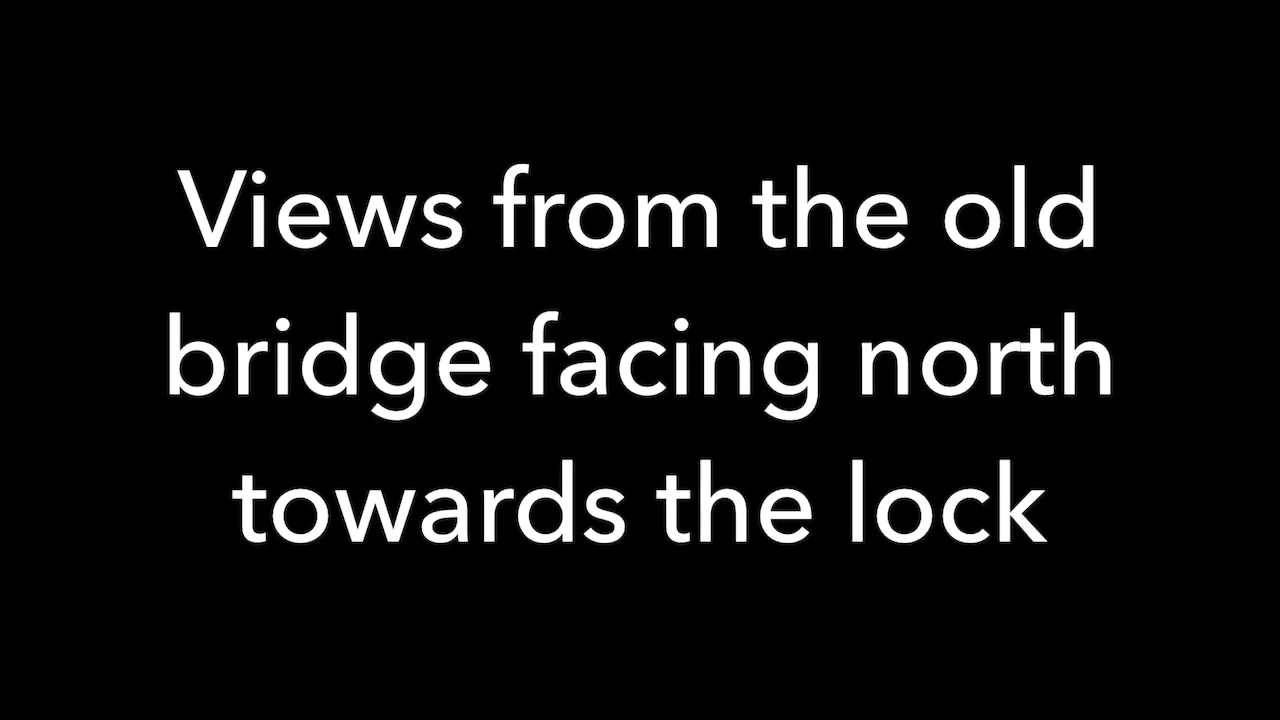 Views from the old
bridge facing north
towards the lock